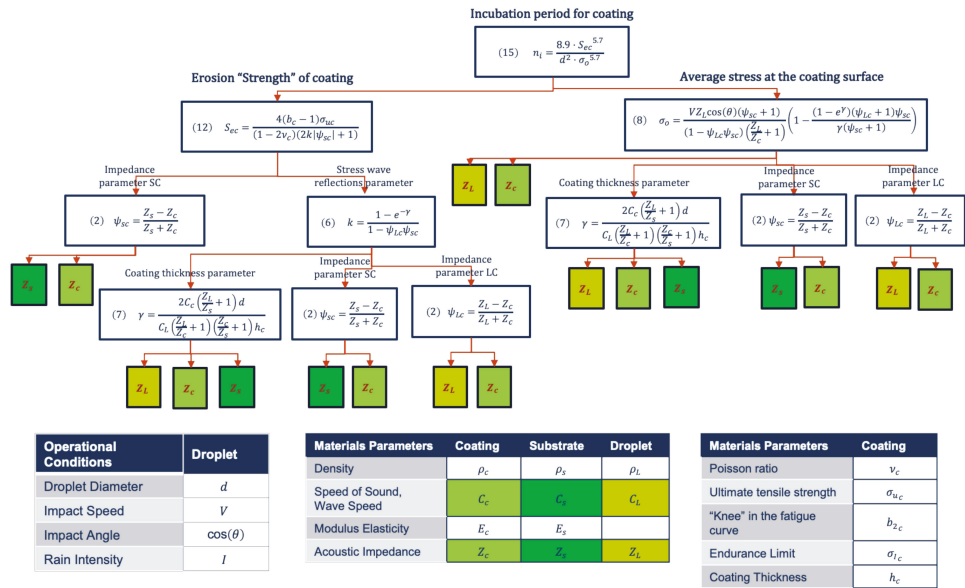 Incubation period for coating
(15) n_i = 8.9 · S_ec^5.7 / d^2 · σ_o^5.7
Erosion “Strength” of coating
Average stress at the coating surface
(12) S_ec = 4(b_c − 1)σ_uc / (1 − 2ν_c)(2k|ψ_sc| + 1)
(8) σ_o = VZ_L cos(θ)(ψ_sc + 1) / (1 − ψ_Lc ψ_sc)(Z_L/Z_c + 1) (1 − (1 − e^γ)(ψ_Lc + 1)ψ_sc / γ(ψ_sc + 1))
Impedance parameter SC
Stress wave reflections parameter
Z_L
Z_c
Coating thickness parameter
Impedance parameter SC
Impedance parameter LC
(2) ψ_sc = Z_s − Z_c / Z_s + Z_c
(6) k = 1 − e^−γ / 1 − ψ_Lc ψ_sc
(7) γ = 2C_c (Z_L/Z_s + 1) d / C_L (Z_L/Z_c + 1)(Z_c/Z_s + 1) h_c
(2) ψ_sc = Z_s − Z_c / Z_s + Z_c
(2) ψ_Lc = Z_L − Z_c / Z_L + Z_c
Z_s
Z_c
Z_L
Z_c
Z_s
Z_s
Z_c
Z_L
Z_c
Coating thickness parameter
Impedance parameter SC
Impedance parameter LC
(7) γ = 2C_c (Z_L/Z_s + 1) d / C_L (Z_L/Z_c + 1)(Z_c/Z_s + 1) h_c
(2) ψ_sc = Z_s − Z_c / Z_s + Z_c
(2) ψ_Lc = Z_L − Z_c / Z_L + Z_c
Z_L
Z_c
Z_s
Z_s
Z_c
Z_L
Z_c
Operational Conditions Droplet
Droplet Diameter d
Impact Speed V
Impact Angle cos(θ)
Rain Intensity I
Materials Parameters Coating Substrate Droplet
Density ρ_c ρ_s ρ_L
Speed of Sound, Wave Speed C_c C_s C_L
Modulus Elasticity E_c E_s
Acoustic Impedance Z_c Z_s Z_L
Materials Parameters Coating
Poisson ratio ν_c
Ultimate tensile strength σ_u_c
“Knee” in the fatigue curve b_2_c
Endurance Limit σ_I_c
Coating Thickness h_c